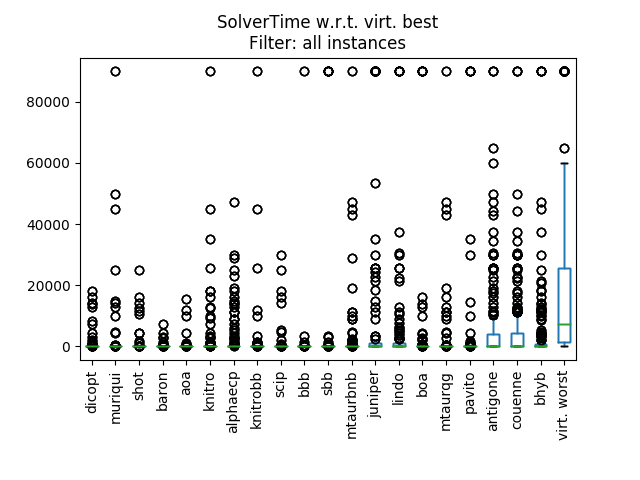 SolverTime w.r.t. virt. best
Filter: all instances
80000
60000
40000
20000
0
dicopt
muriqui
shot
baron
aoa
knitro
alphaecp
knitrobb
scip
bbb
sbb
mtaurbnb
juniper
lindo
boa
mtaurqg
pavito
antigone
couenne
bhyb
virt. worst